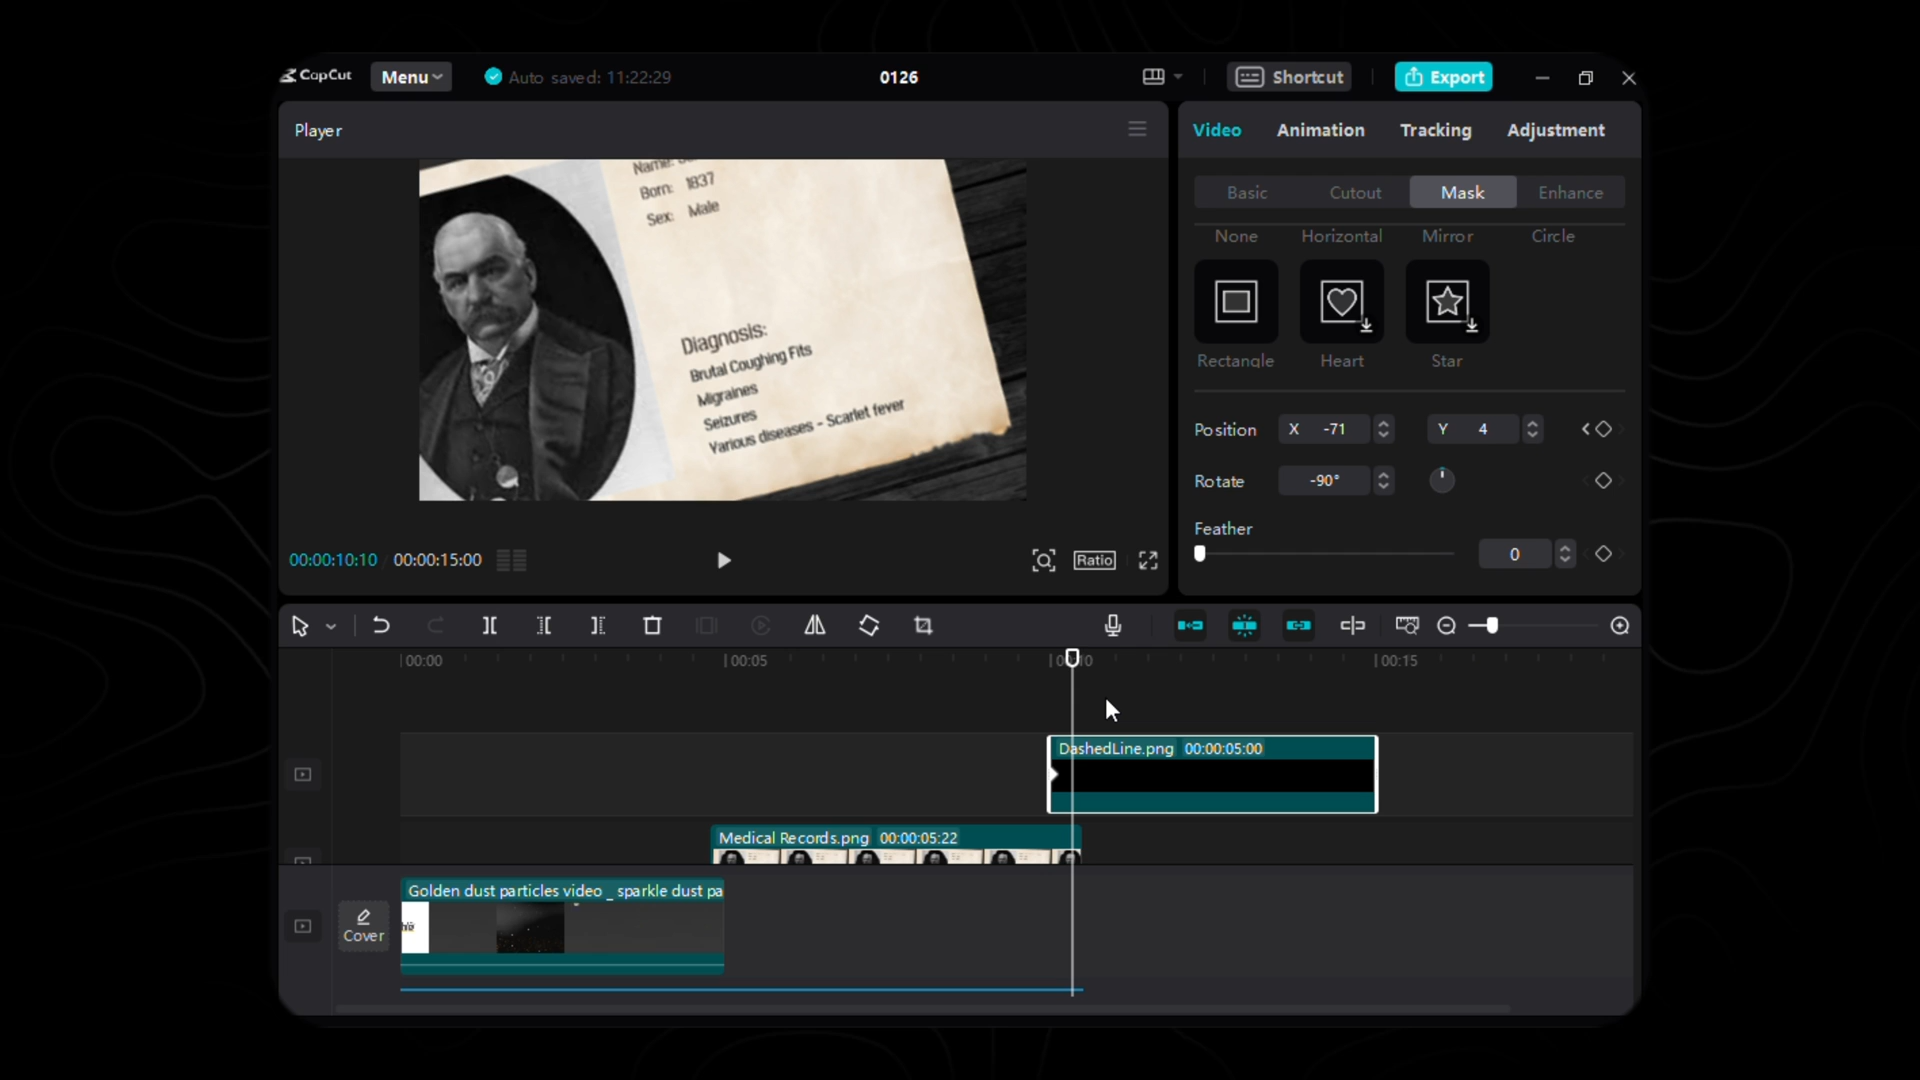 CapCut Menu Auto saved: 11:22:29 0126 Shortcut Export
Player
Video Animation Tracking Adjustment
Basic Cutout Mask Enhance
None Horizontal Mirror Circle
Rectangle Heart Star
Position X -71 Y 4
Rotate -90°
Feather
0
Name:
Born: 1837
Sex: Male
Diagnosis:
Brutal Coughing Fits
Migraines
Seizures
Various diseases - Scarlet fever
00:00:10:10 / 00:00:15:00 Ratio
00:00 00:05 00:10 00:15
DashedLine.png 00:00:05:00
Medical Records.png 00:00:05:22
Golden dust particles video _ sparkle dust pa
Cover